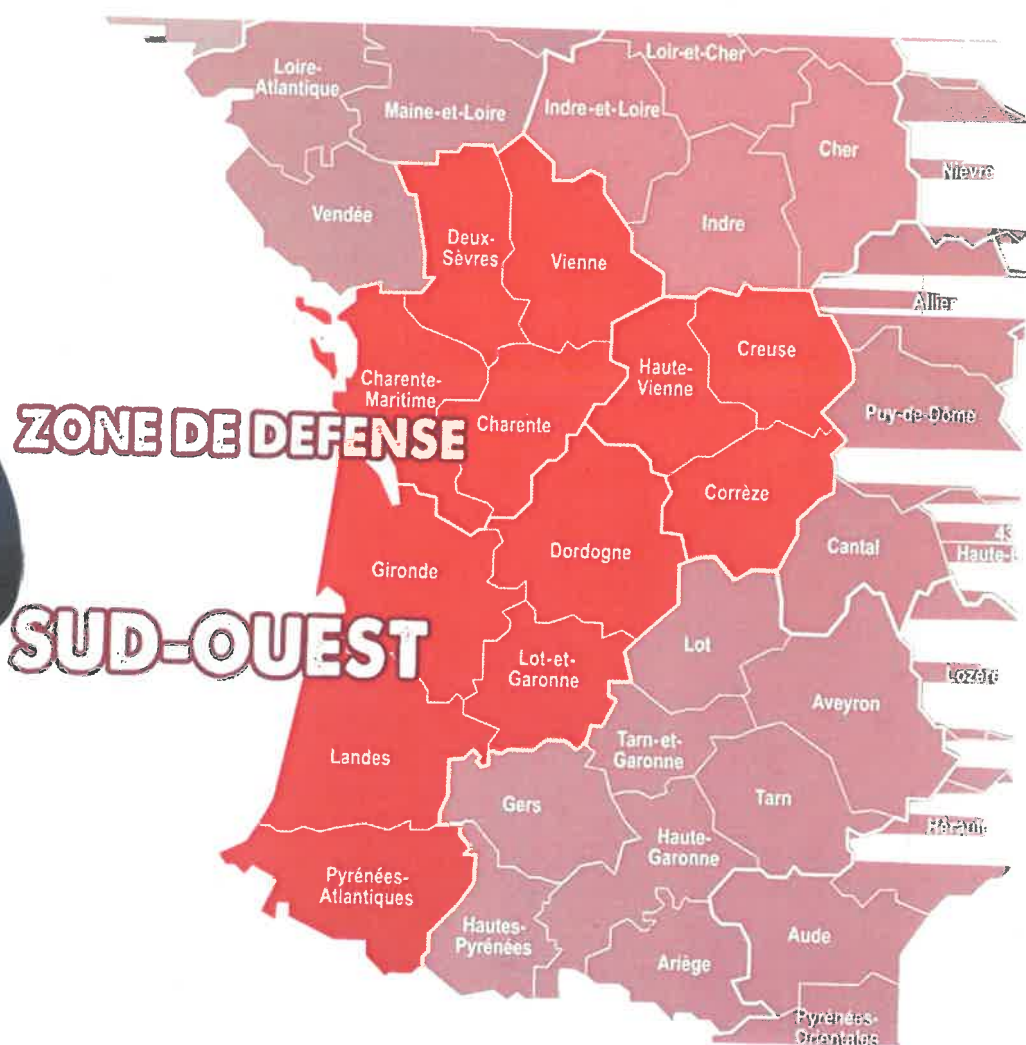 Loir-et-Cher
Loire-
Atlantique
Maine-et-Loire
Indre-et-Loire
Cher
Nièvre
Vendée
Indre
Deux-
Sèvres
Vienne
Allier
Creuse
Haute-
Vienne
Charente-
Maritime
Puy-de-Dôme
ZONE DE DEFENSE
Charente
Corrèze
43
Haute-L
Cantal
Dordogne
Gironde
SUD-OUEST
Lot
Lot-et-
Garonne
Lozère
Aveyron
Tarn-et-
Garonne
Landes
Gers
Tarn
Hérault
Haute-
Garonne
Pyrénées-
Atlantiques
Hautes-
Pyrénées
Aude
Ariège
Pyrénées-
Orientales